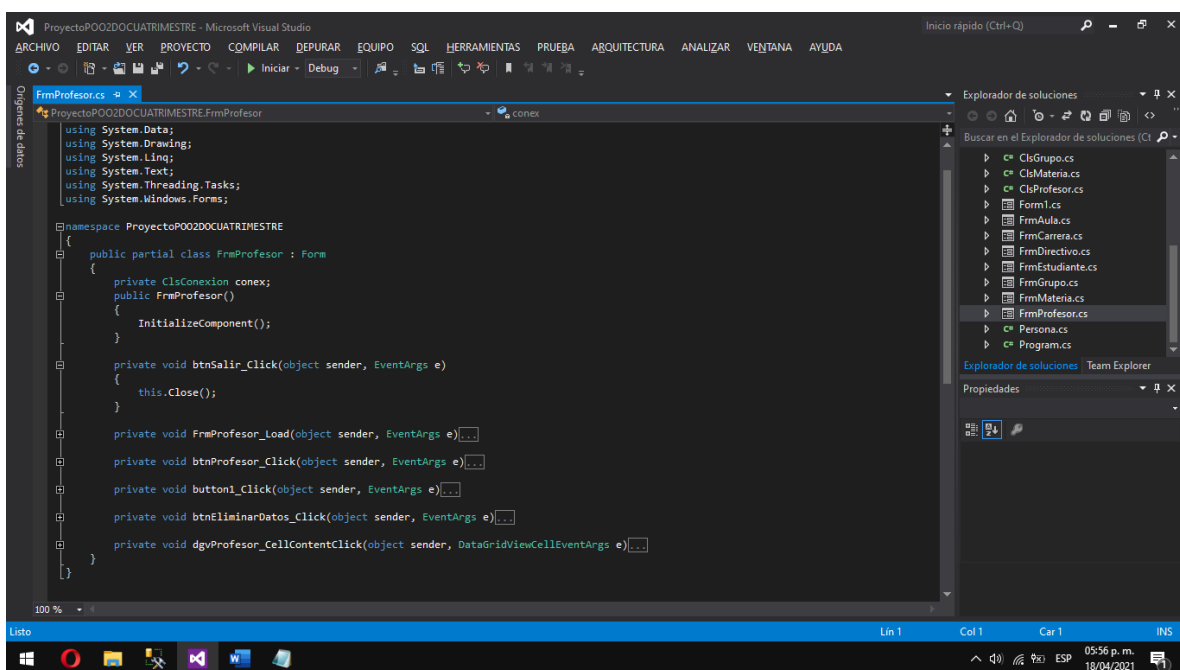 ProyectoPOO2DOCUATRIMESTRE - Microsoft Visual Studio
Inicio rápido (Ctrl+Q)
ARCHIVO EDITAR VER PROYECTO COMPILAR DEPURAR EQUIPO SQL HERRAMIENTAS PRUEBA ARQUITECTURA ANALIZAR VENTANA AYUDA
Iniciar Debug
Orígenes de datos
FrmProfesor.cs
ProyectoPOO2DOCUATRIMESTRE.FrmProfesor
conex
using System.Data;
using System.Drawing;
using System.Linq;
using System.Text;
using System.Threading.Tasks;
using System.Windows.Forms;
namespace ProyectoPOO2DOCUATRIMESTRE
{
public partial class FrmProfesor : Form
{
private ClsConexion conex;
public FrmProfesor()
{
InitializeComponent();
}
private void btnSalir_Click(object sender, EventArgs e)
{
this.Close();
}
private void FrmProfesor_Load(object sender, EventArgs e)...
private void btnProfesor_Click(object sender, EventArgs e)...
private void button1_Click(object sender, EventArgs e)...
private void btnEliminarDatos_Click(object sender, EventArgs e)...
private void dgvProfesor_CellContentClick(object sender, DataGridViewCellEventArgs e)...
}
}
100 %
Explorador de soluciones
Buscar en el Explorador de soluciones (Ct
C# ClsGrupo.cs
C# ClsMateria.cs
C# ClsProfesor.cs
Form1.cs
FrmAula.cs
FrmCarrera.cs
FrmDirectivo.cs
FrmEstudiante.cs
FrmGrupo.cs
FrmMateria.cs
FrmProfesor.cs
C# Persona.cs
C# Program.cs
Explorador de soluciones Team Explorer
Propiedades
Listo
Lín 1 Col 1 Car 1 INS
ESP
05:56 p. m.
18/04/2021